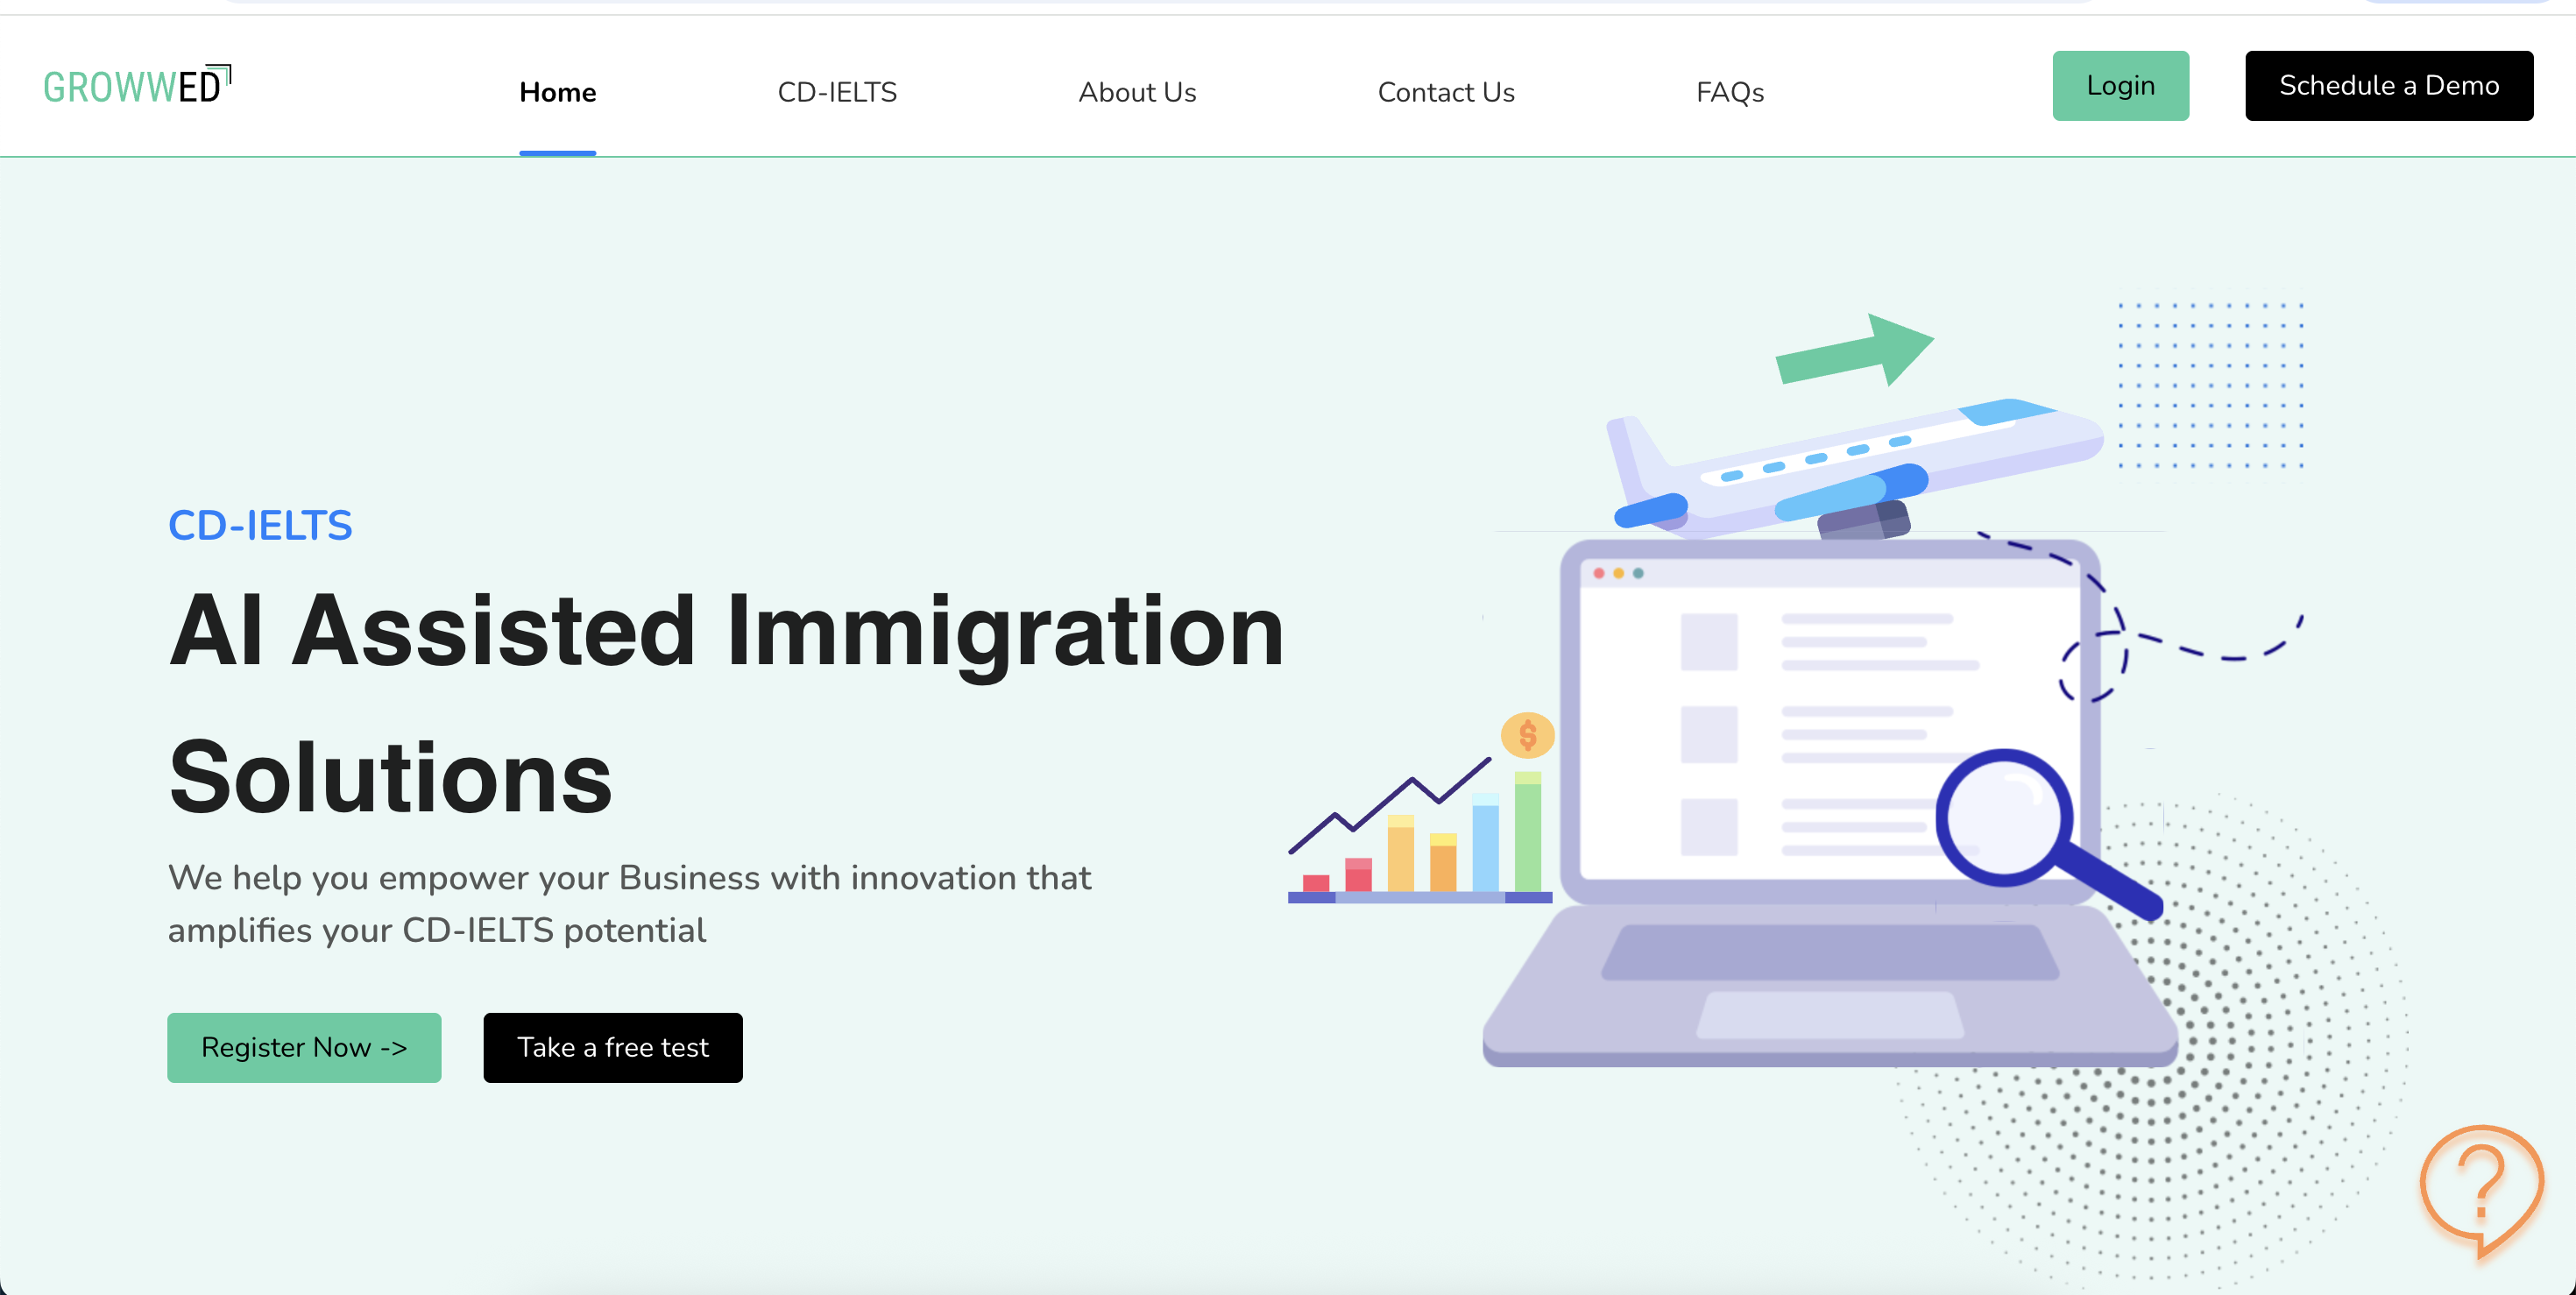 GROWWED
Home
CD-IELTS
About Us
Contact Us
FAQs
Login
Schedule a Demo
CD-IELTS
AI Assisted Immigration
Solutions
We help you empower your Business with innovation that
amplifies your CD-IELTS potential
Register Now ->
Take a free test
$
?